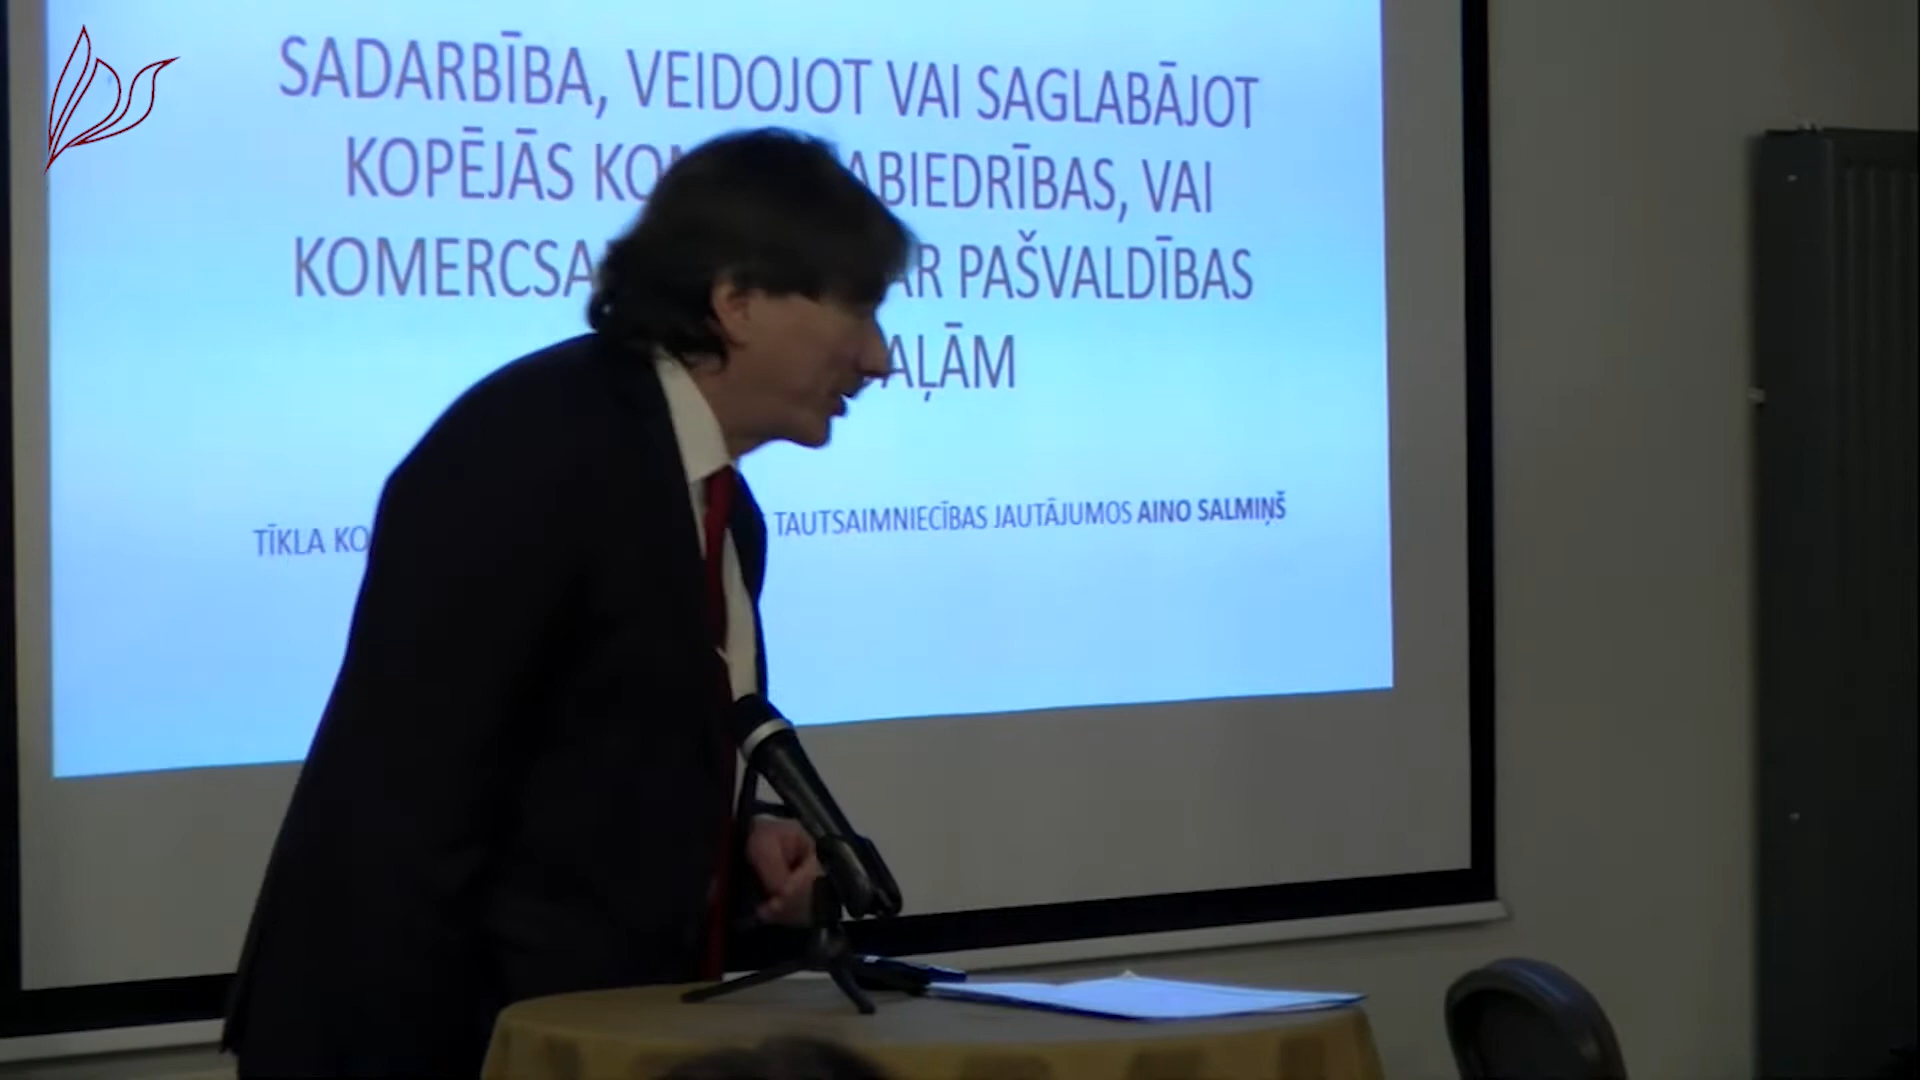 SADARBĪBA, VEIDOJOT VAI SAGLABĀJOT
KOPĒJĀS KO ABIEDRĪBAS, VAI
KOMERCSA AR PAŠVALDĪBAS
AĻĀM
TĪKLA KO TAUTSAIMNIECĪBAS JAUTĀJUMOS AINO SALMIŅŠ